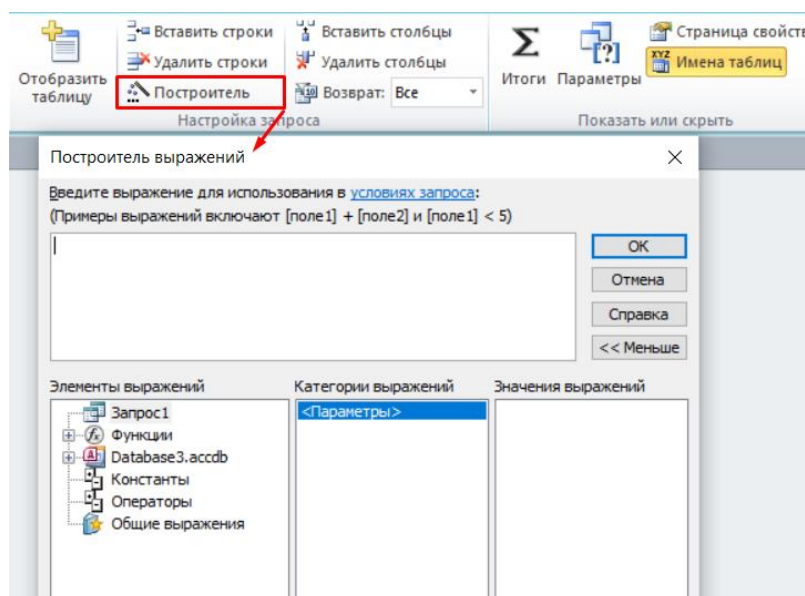 Вставить строки
Удалить строки
Построитель
Отобразить
таблицу
Вставить столбцы
Удалить столбцы
Возврат: Все
Настройка запроса
Σ
Итоги
[?]
Параметры
Страница свойств
XYZ
Имена таблиц
Показать или скрыть
Построитель выражений
Введите выражение для использования в условиях запроса:
(Примеры выражений включают [поле1] + [поле2] и [поле1] < 5)
ОК
Отмена
Справка
<< Меньше
Элементы выражений
Запрос1
Функции
Database3.accdb
Константы
Операторы
Общие выражения
Категории выражений
<Параметры>
Значения выражений